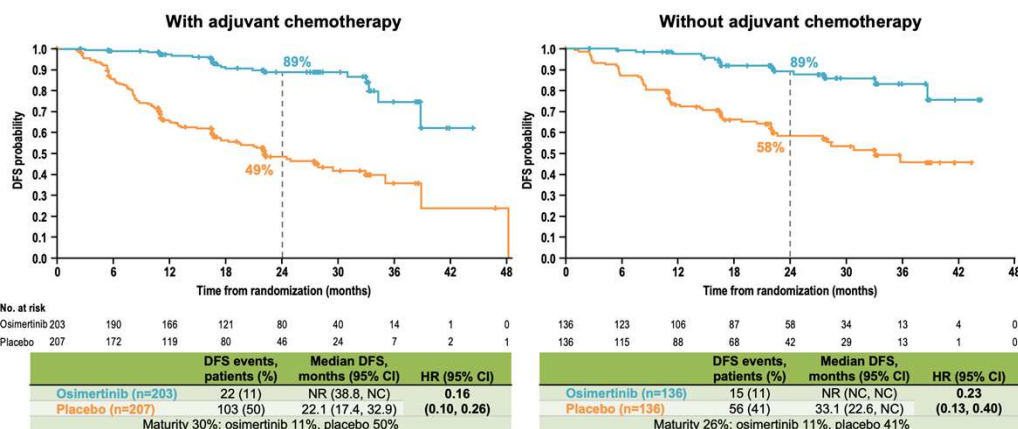 With adjuvant chemotherapy
1.0
0.9
0.8
0.7
0.6
0.5
0.4
0.3
0.2
0.1
0.0
DFS probability
89%
49%
0 6 12 18 24 30 36 42 48
Time from randomization (months)
No. at risk
Osimertinib 203 190 166 121 80 40 14 1 0
Placebo 207 172 119 80 46 24 7 2 1
DFS events, patients (%) Median DFS, months (95% CI) HR (95% CI)
Osimertinib (n=203) 22 (11) NR (38.8, NC) 0.16
Placebo (n=207) 103 (50) 22.1 (17.4, 32.9) (0.10, 0.26)
Maturity 30%: osimertinib 11%, placebo 50%
Without adjuvant chemotherapy
1.0
0.9
0.8
0.7
0.6
0.5
0.4
0.3
0.2
0.1
0.0
DFS probability
89%
58%
0 6 12 18 24 30 36 42 48
Time from randomization (months)
136 123 106 87 58 34 13 4 0
136 115 88 68 42 29 13 1 0
DFS events, patients (%) Median DFS, months (95% CI) HR (95% CI)
Osimertinib (n=136) 15 (11) NR (NC, NC) 0.23
Placebo (n=136) 56 (41) 33.1 (22.6, NC) (0.13, 0.40)
Maturity 26%: osimertinib 11%, placebo 41%